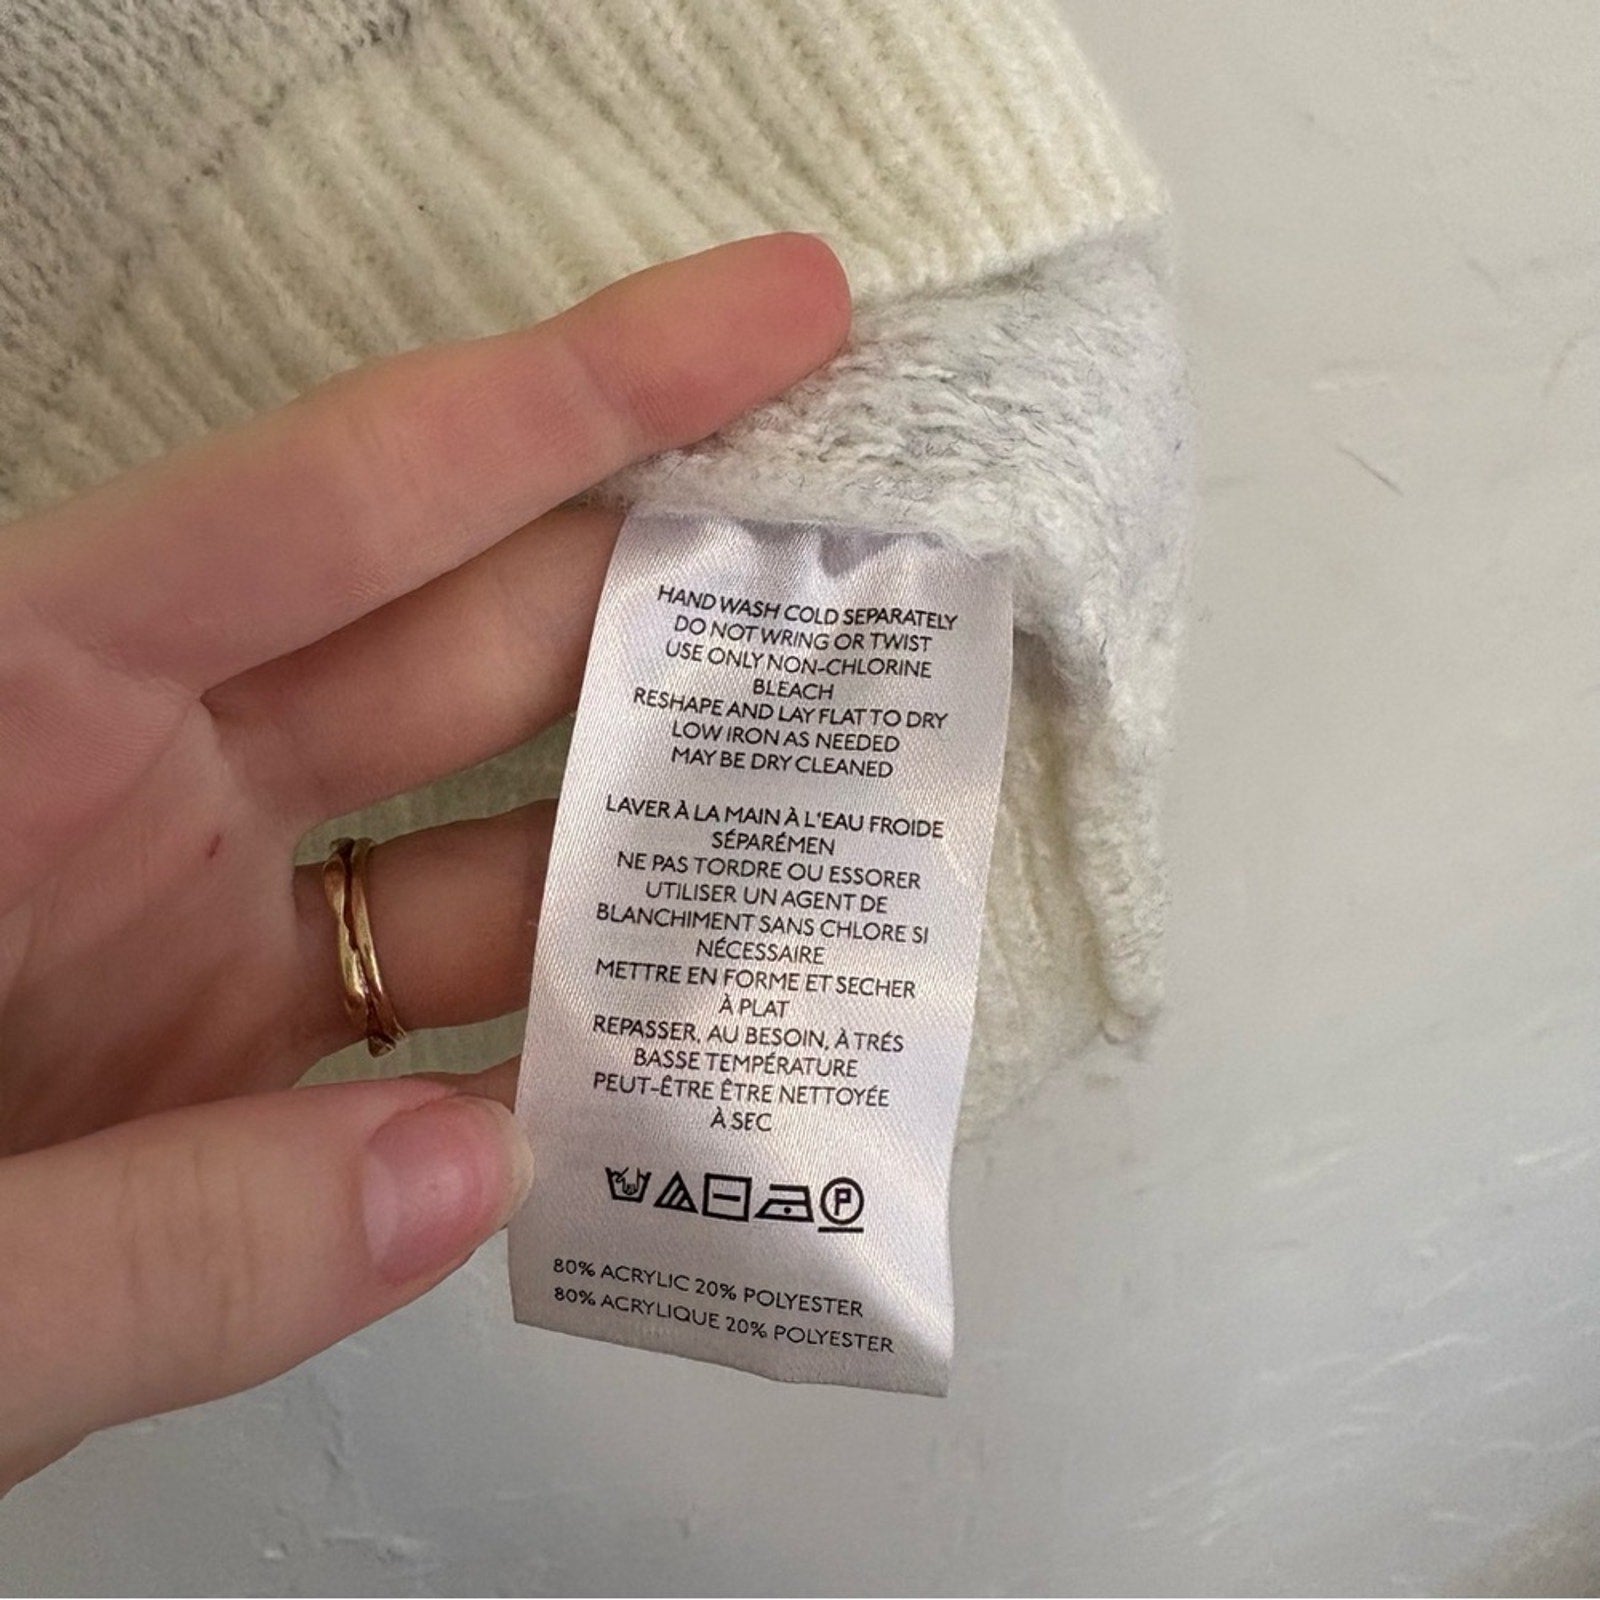 HAND WASH COLD SEPARATELY
DO NOT WRING OR TWIST
USE ONLY NON-CHLORINE
BLEACH
RESHAPE AND LAY FLAT TO DRY
LOW IRON AS NEEDED
MAY BE DRY CLEANED
LAVER À LA MAIN À L'EAU FROIDE
SÉPARÉMEN
NE PAS TORDRE OU ESSORER
UTILISER UN AGENT DE
BLANCHIMENT SANS CHLORE SI
NÉCESSAIRE
METTRE EN FORME ET SECHER
À PLAT
REPASSER, AU BESOIN, À TRÉS
BASSE TEMPÉRATURE
PEUT-ÊTRE ÊTRE NETTOYÉE
À SEC
P
80% ACRYLIC 20% POLYESTER
80% ACRYLIQUE 20% POLYESTER